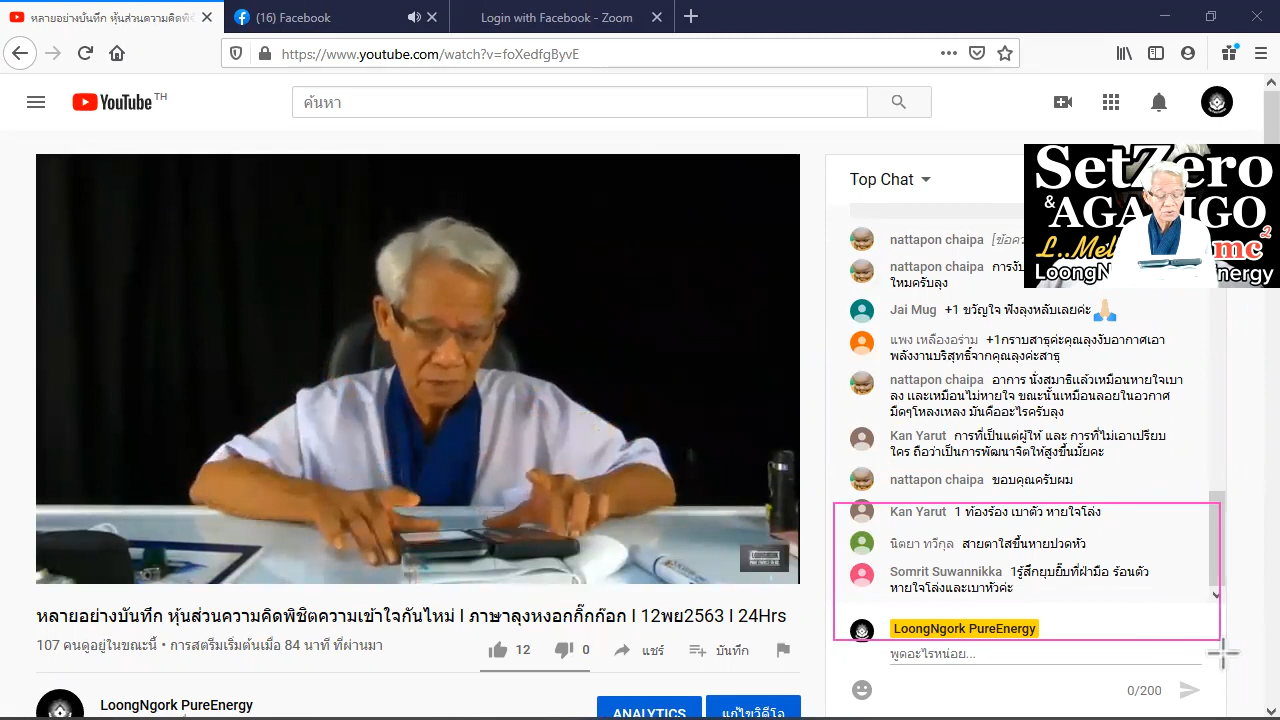 หลายอย่างบันทึก หุ้นส่วนความคิดพิ
(16) Facebook
Login with Facebook - Zoom
https://www.youtube.com/watch?v=foXedfgByvE
YouTube TH
ค้นหา
Top Chat
SetZero
& AGA
GO
L..Mel
mc2
LoongN
nergy
nattapon chaipa [ข้อคว
nattapon chaipa การงับ
ใหมครับลุง
Jai Mug +1 ขวัญใจ ฟังลุงหลับเลยค่ะ
แพง เหลืองอร่าม +1กราบสาธุค่ะคุณลุงงับอากาศเอา
พลังงานบริสุทธิ์จากคุณลุงค่ะสาธุ
nattapon chaipa อาการ นั่งสมาธิแล้วเหมือนหายใจเบา
ลง และเหมือนไม่หายใจ ขณะนั้นเหมือนลอยในอวกาศ
มืดๆโหลงเหลง มันคืออะไรครับลุง
Kan Yarut การที่เป็นแต่ผู้ให้ และ การที่ไม่เอาเปรียบ
ใคร ถือว่าเป็นการพัฒนาจิตให้สูงขึ้นมั้ยคะ
nattapon chaipa ขอบคุณครับผม
Kan Yarut 1 ท้องร้อง เบาตัว หายใจโล่ง
นิตยา ทวีกุล สายตาใสขึ้นหายปวดหัว
Somrit Suwannikka 1รู้สึกยุบยิ๊บที่ฝ่ามือ ร้อนตัว
หายใจโล่งและเบาหัวค่ะ
LoongNgork PureEnergy
พูดอะไรหน่อย...
0/200
หลายอย่างบันทึก หุ้นส่วนความคิดพิชิตความเข้าใจกันไหม่ I ภาษาลุงหงอกกิ๊กก๊อก I 12พย2563 I 24Hrs
107 คนดูอยู่ในขณะนี้ • การสตรีมเริ่มต้นเมื่อ 84 นาที ที่ผ่านมา
12
0
แชร์
บันทึก
LoongNgork PureEnergy
ANALYTICS
แก้ไขวิดีโอ